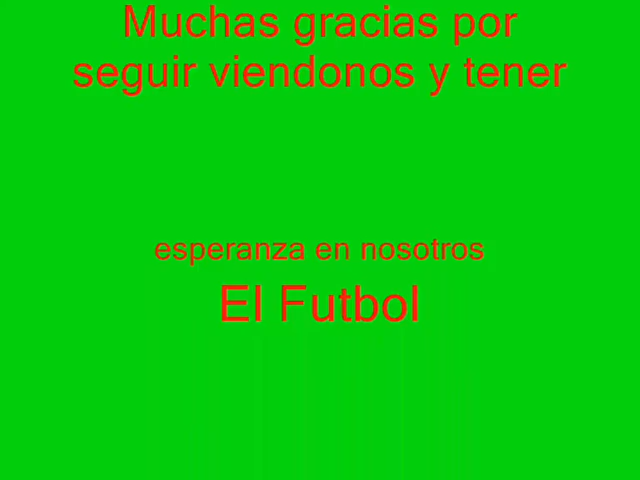 Muchas gracias por
seguir viendonos y tener
esperanza en nosotros
El Futbol